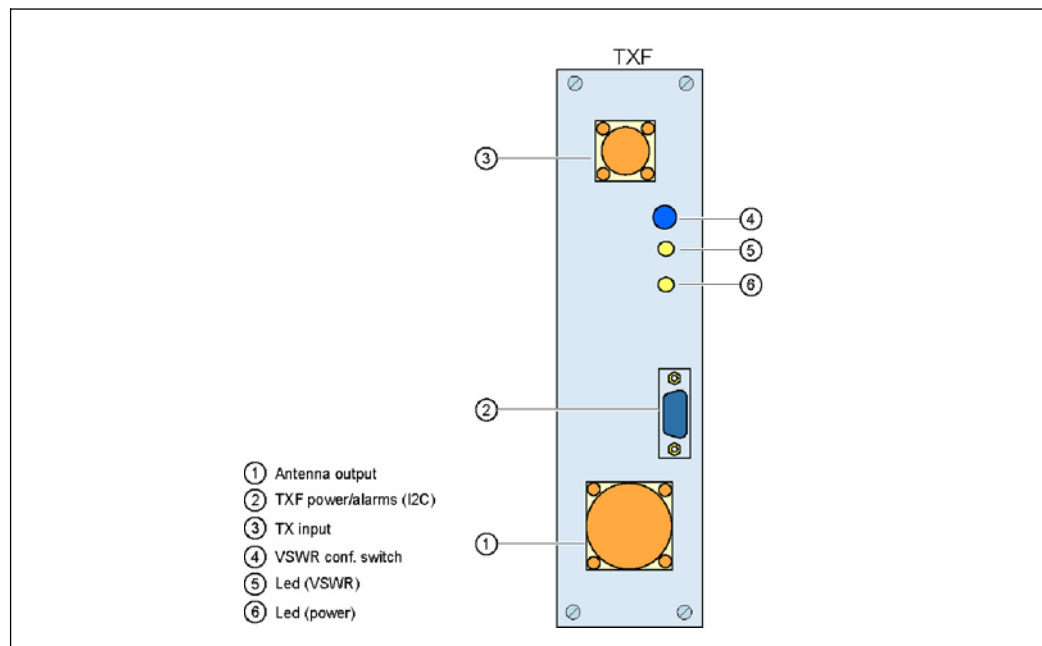 TXF
3
4
5
6
2
1
1 Antenna output
2 TXF power/alarms (I2C)
3 TX input
4 VSWR conf. switch
5 Led (VSWR)
6 Led (power)